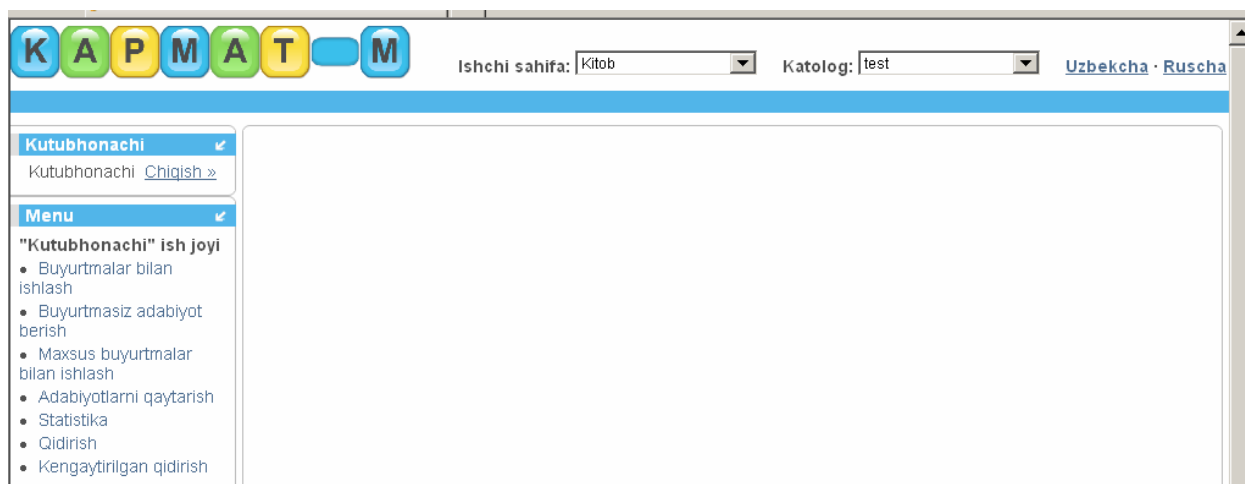 КАРМАТ-М
Ishchi sahifa: Kitob Katolog: test Uzbekcha · Ruscha
Kutubhonachi
Kutubhonachi Chiqish »
Menu
"Kutubhonachi" ish joyi
• Buyurtmalar bilan
ishlash
• Buyurtmasiz adabiyot
berish
• Maxsus buyurtmalar
bilan ishlash
• Adabiyotlarni qaytarish
• Statistika
• Qidirish
• Kengaytirilgan qidirish